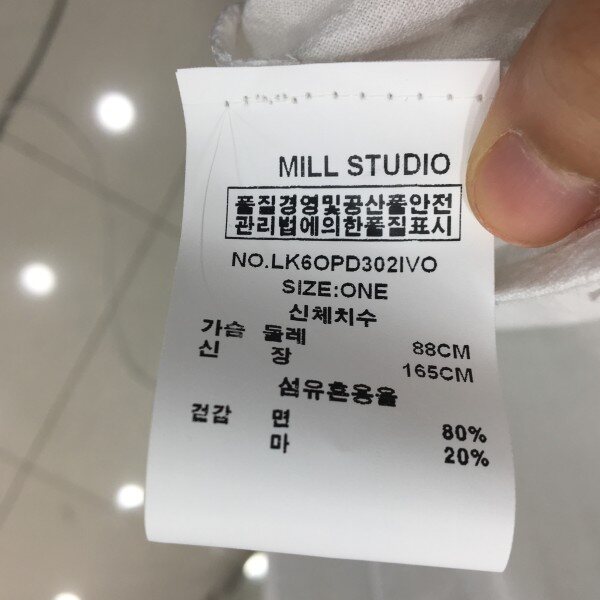 MILL STUDIO
품질경영및공산품안전
관리법에의한품질표시
NO.LK6OPD302IVO
SIZE:ONE
신체치수
가슴 둘레 88CM
신 장 165CM
섬유혼용율
겉감 면 80%
마 20%